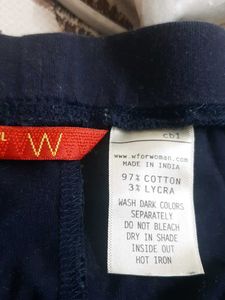 L W
cb1
www.wforwoman.com
MADE IN INDIA
97% COTTON
3% LYCRA
WASH DARK COLORS
SEPARATELY
DO NOT BLEACH
DRY IN SHADE
INSIDE OUT
HOT IRON